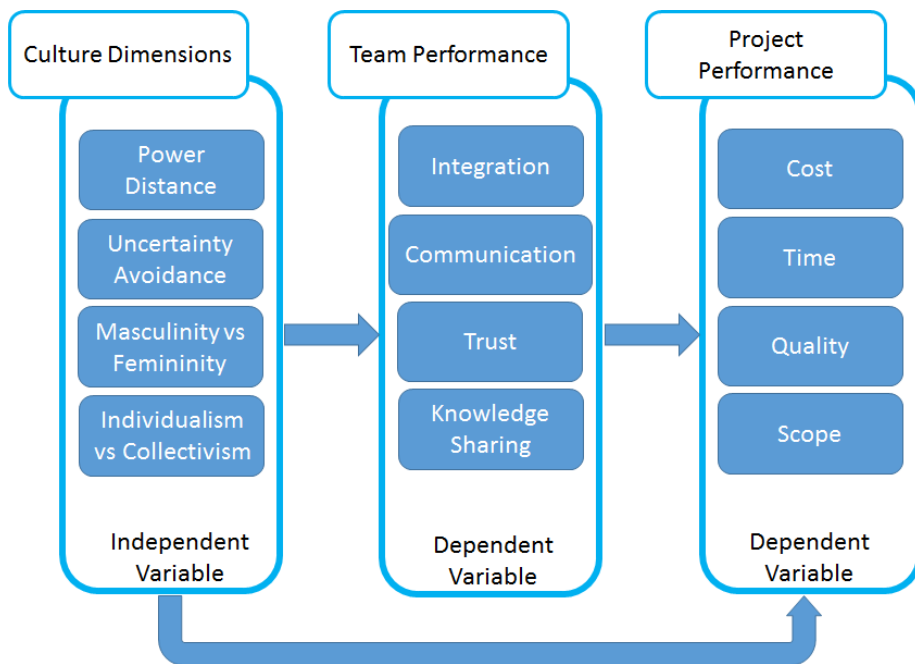 Culture Dimensions
Power
Distance
Uncertainty
Avoidance
Masculinity vs
Femininity
Individualism
vs Collectivism
Independent
Variable
Team Performance
Integration
Communication
Trust
Knowledge
Sharing
Dependent
Variable
Project
Performance
Cost
Time
Quality
Scope
Dependent
Variable